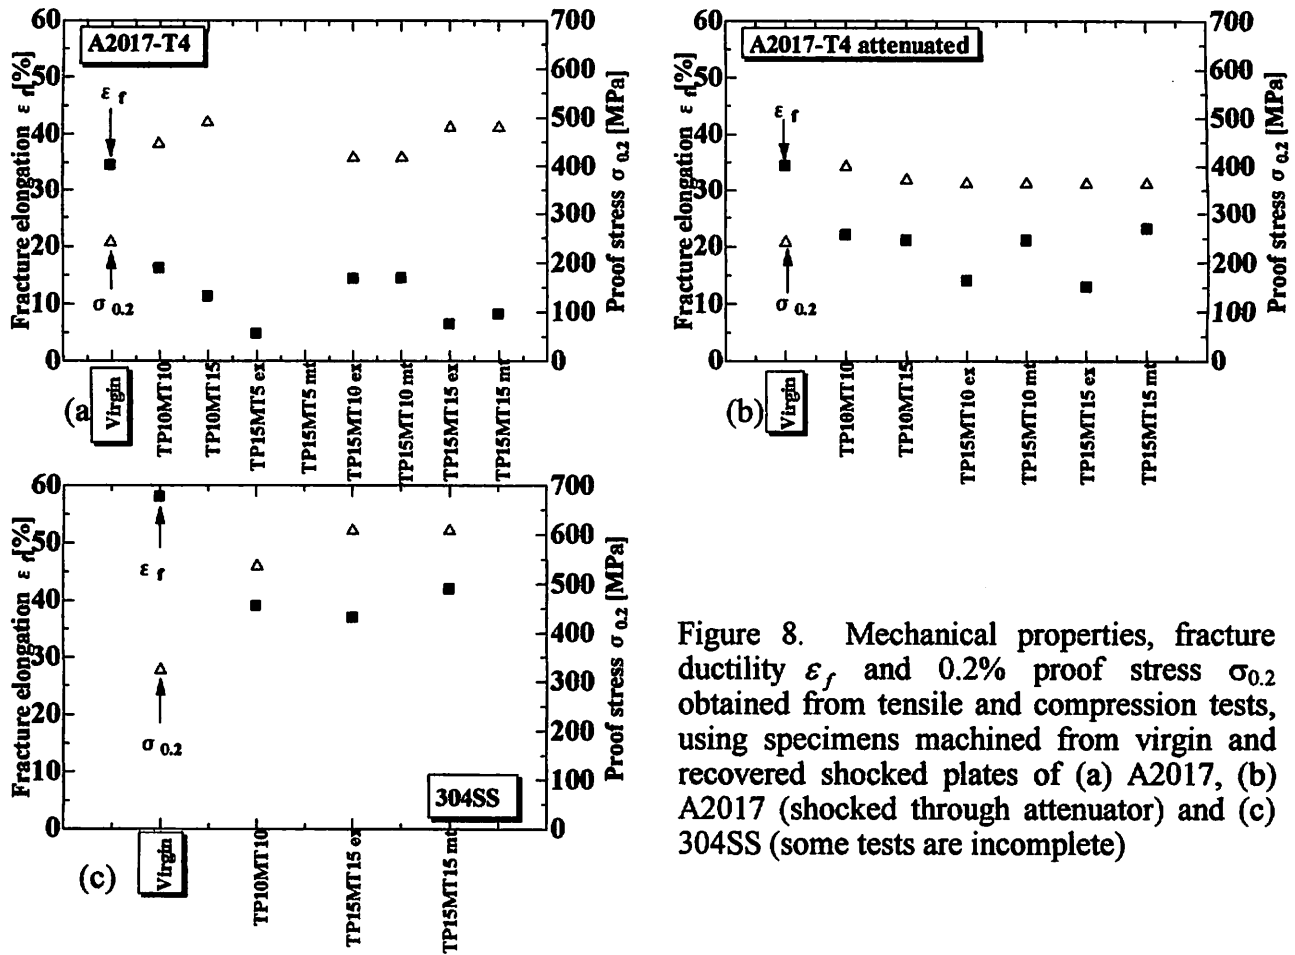 A2017-T4
Fracture elongation ε f[%]
60
50
40
30
20
10
0
Proof stress σ 0.2 [MPa]
700
600
500
400
300
200
100
0
ε f
σ 0.2
(a
Virgin
TP10MT10
TP10MT15
TP15MT5 ex
TP15MT5 mt
TP15MT10 ex
TP15MT10 mt
TP15MT15 ex
TP15MT15 mt
A2017-T4 attenuated
Fracture elongation ε f[%]
60
50
40
30
20
10
0
Proof stress σ 0.2 [MPa]
700
600
500
400
300
200
100
0
ε f
σ 0.2
(b)
Virgin
TP10MT10
TP10MT15
TP15MT10 ex
TP15MT10 mt
TP15MT15 ex
TP15MT15 mt
Fracture elongation ε f[%]
60
50
40
30
20
10
0
Proof stress σ 0.2 [MPa]
700
600
500
400
300
200
100
0
ε f
σ 0.2
304SS
(c)
Virgin
TP10MT10
TP15MT15 ex
TP15MT15 mt
Figure 8. Mechanical properties, fracture
ductility εf and 0.2% proof stress σ0.2
obtained from tensile and compression tests,
using specimens machined from virgin and
recovered shocked plates of (a) A2017, (b)
A2017 (shocked through attenuator) and (c)
304SS (some tests are incomplete)